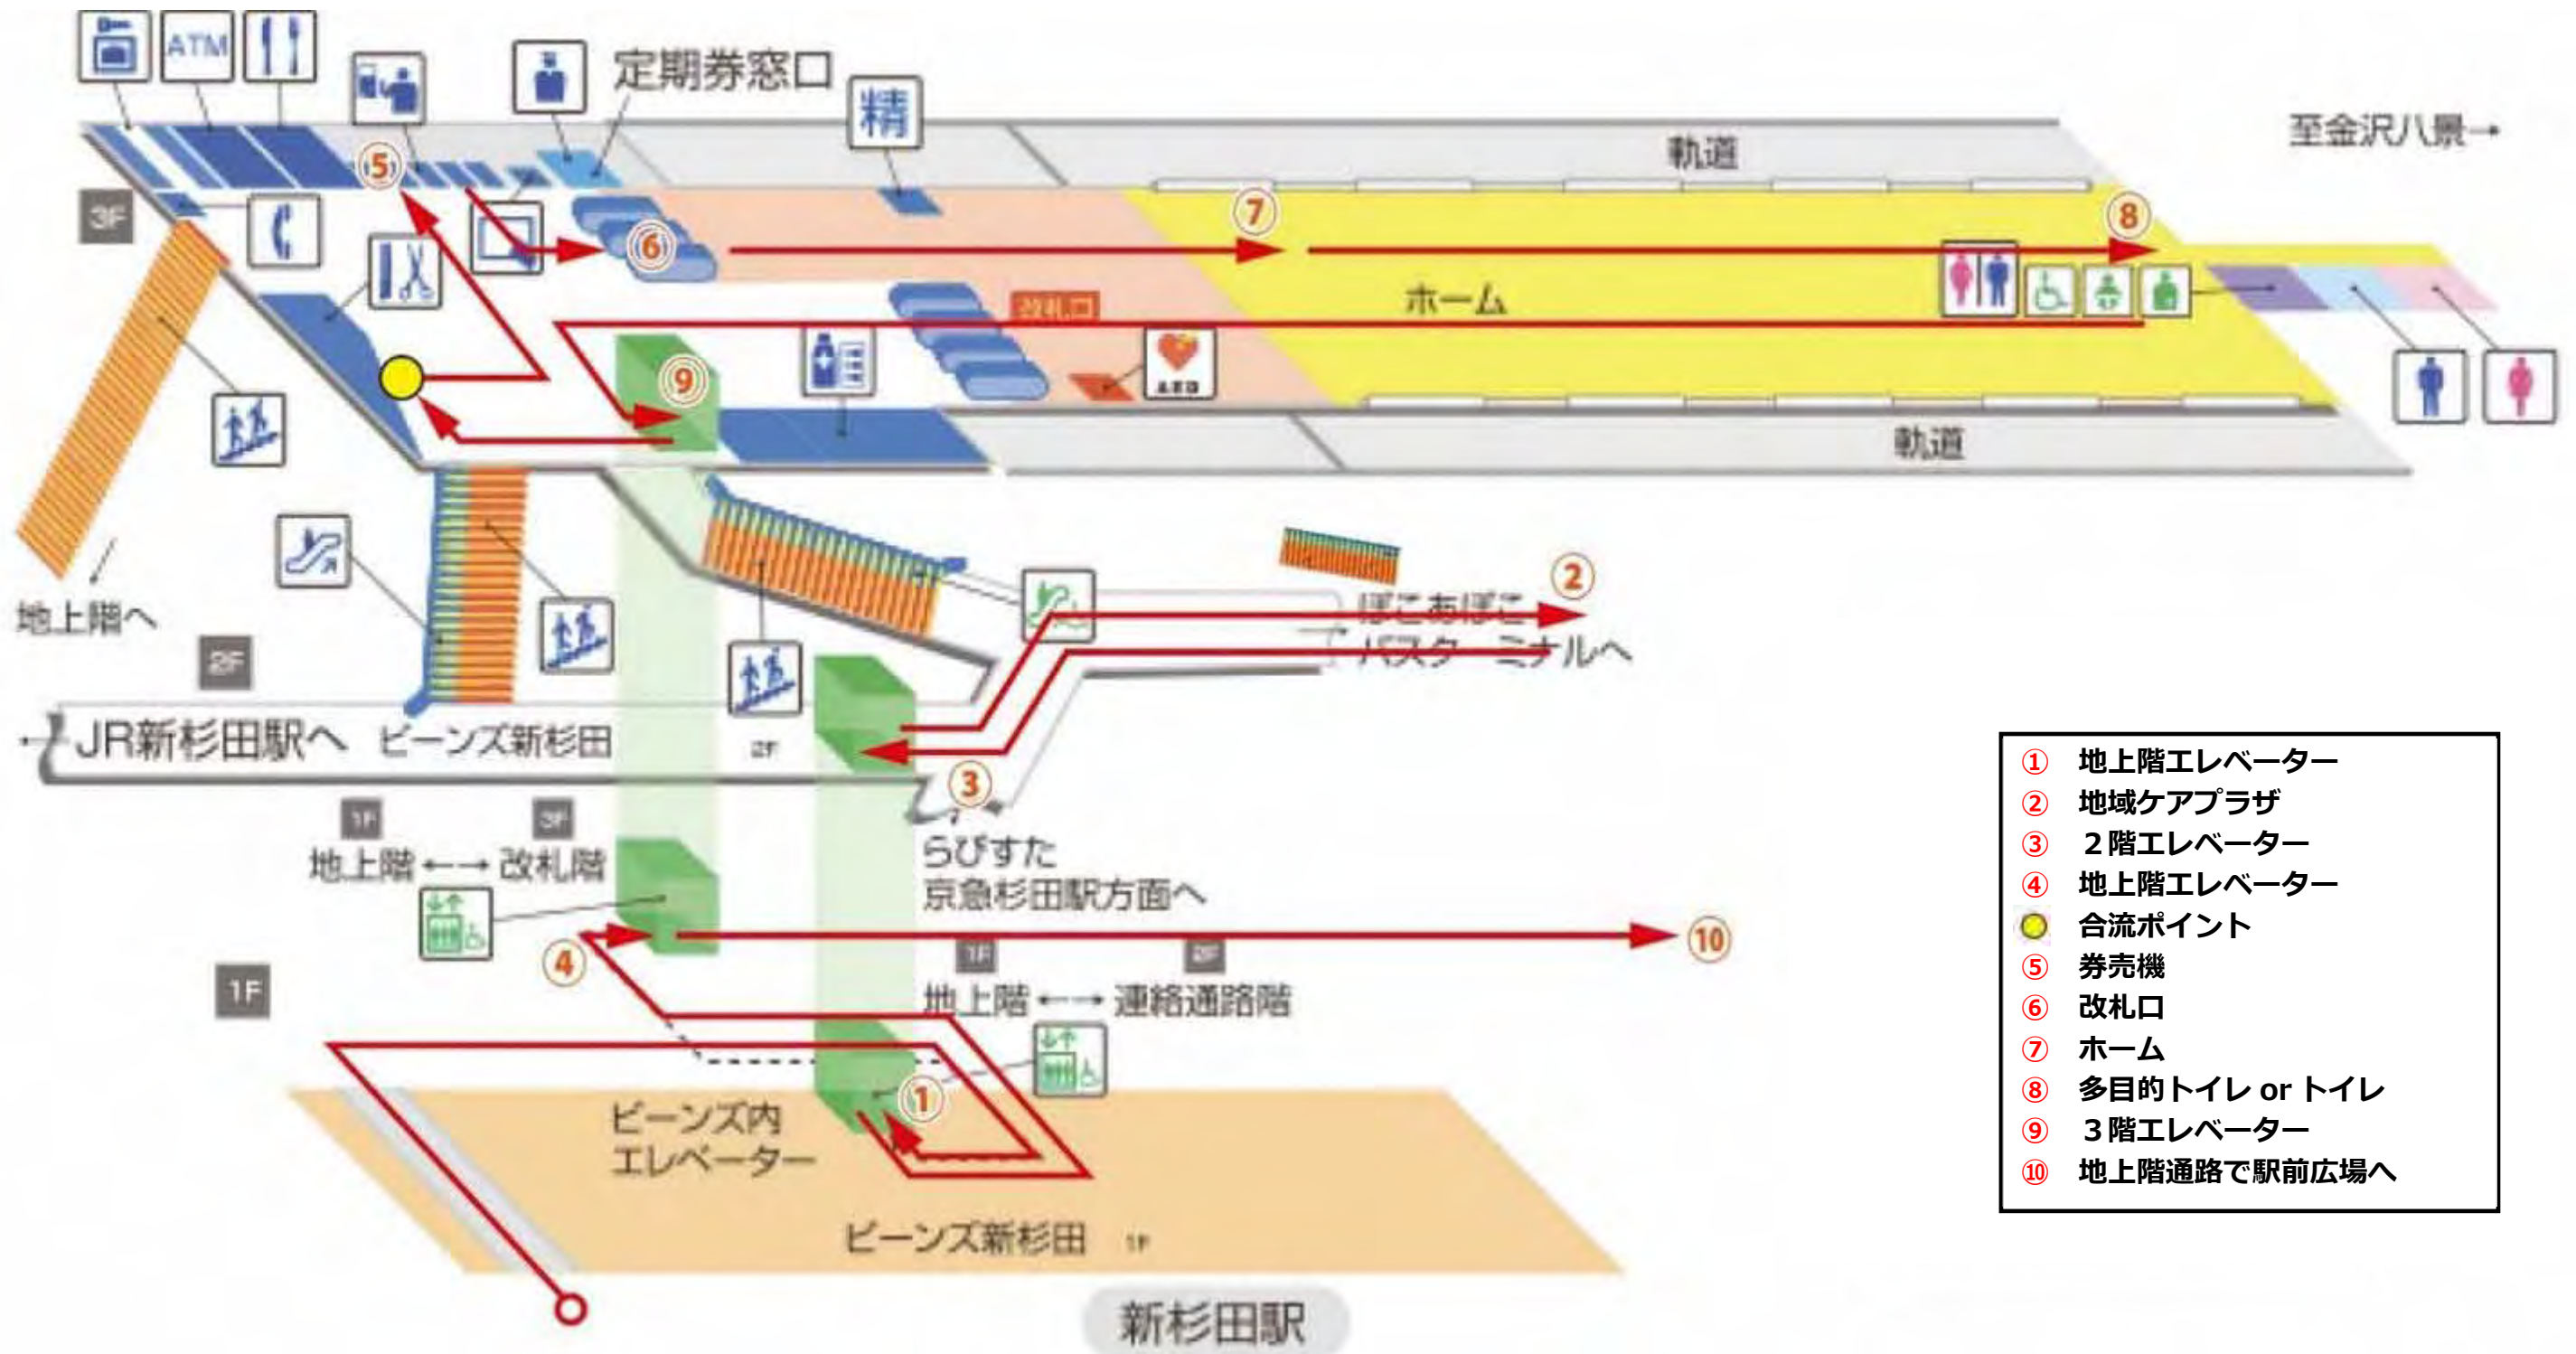 ATM
定期券窓口
精
軌道
至金沢八景→
3F
⑤
⑥
⑦
⑧
改札口
ホーム
⑨
AED
軌道
地上階へ
②
ぽこあぽこ
バスターミナルへ
2F
JR新杉田駅へ
ビーンズ新杉田
2F
③
1F
3F
地上階←→改札階
らびすた
京急杉田駅方面へ
④
⑩
1F
2F
1F
地上階←→連絡通路階
①
ビーンズ内
エレベーター
ビーンズ新杉田 1F
新杉田駅
① 地上階エレベーター
② 地域ケアプラザ
③ ２階エレベーター
④ 地上階エレベーター
合流ポイント
⑤ 券売機
⑥ 改札口
⑦ ホーム
⑧ 多目的トイレ or トイレ
⑨ ３階エレベーター
⑩ 地上階通路で駅前広場へ